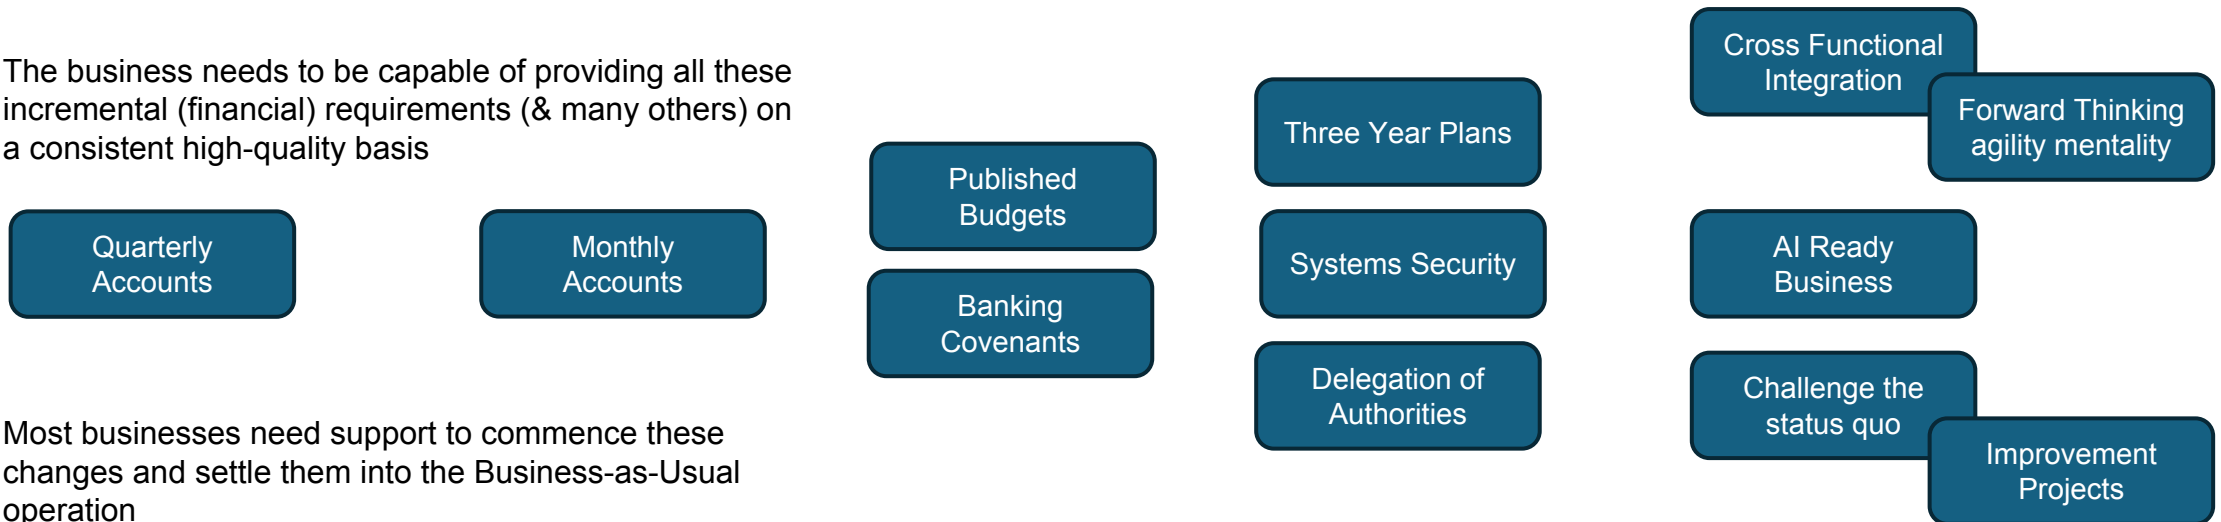 The business needs to be capable of providing all these
incremental (financial) requirements (& many others) on
a consistent high-quality basis
Quarterly
Accounts
Monthly
Accounts
Most businesses need support to commence these
changes and settle them into the Business-as-Usual
operation
Published
Budgets
Banking
Covenants
Three Year Plans
Systems Security
Delegation of
Authorities
Cross Functional
Integration
Forward Thinking
agility mentality
AI Ready
Business
Challenge the
status quo
Improvement
Projects